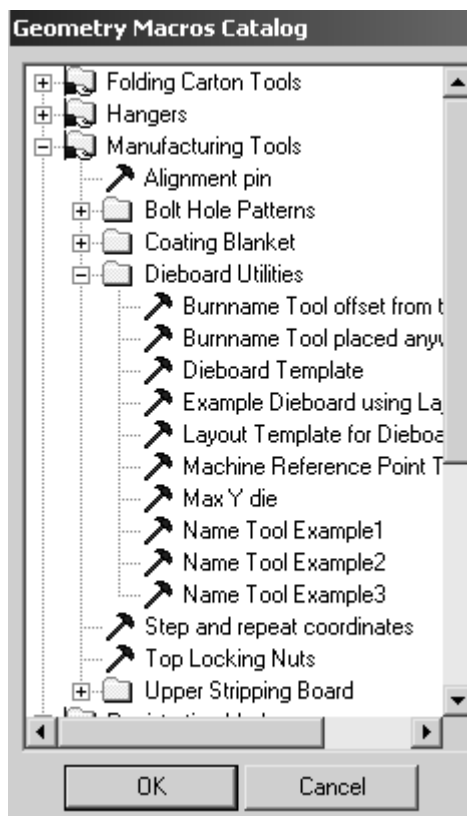 Geometry Macros Catalog
Folding Carton Tools
Hangers
Manufacturing Tools
Alignment pin
Bolt Hole Patterns
Coating Blanket
Dieboard Utilities
Burnname Tool offset from
Burnname Tool placed
Dieboard Template
Example Dieboard using
Layout Template for
Machine Reference Point
Max Y die
Name Tool Example1
Name Tool Example2
Name Tool Example3
Step and repeat coordinates
Top Locking Nuts
Upper Stripping Board
OK
Cancel